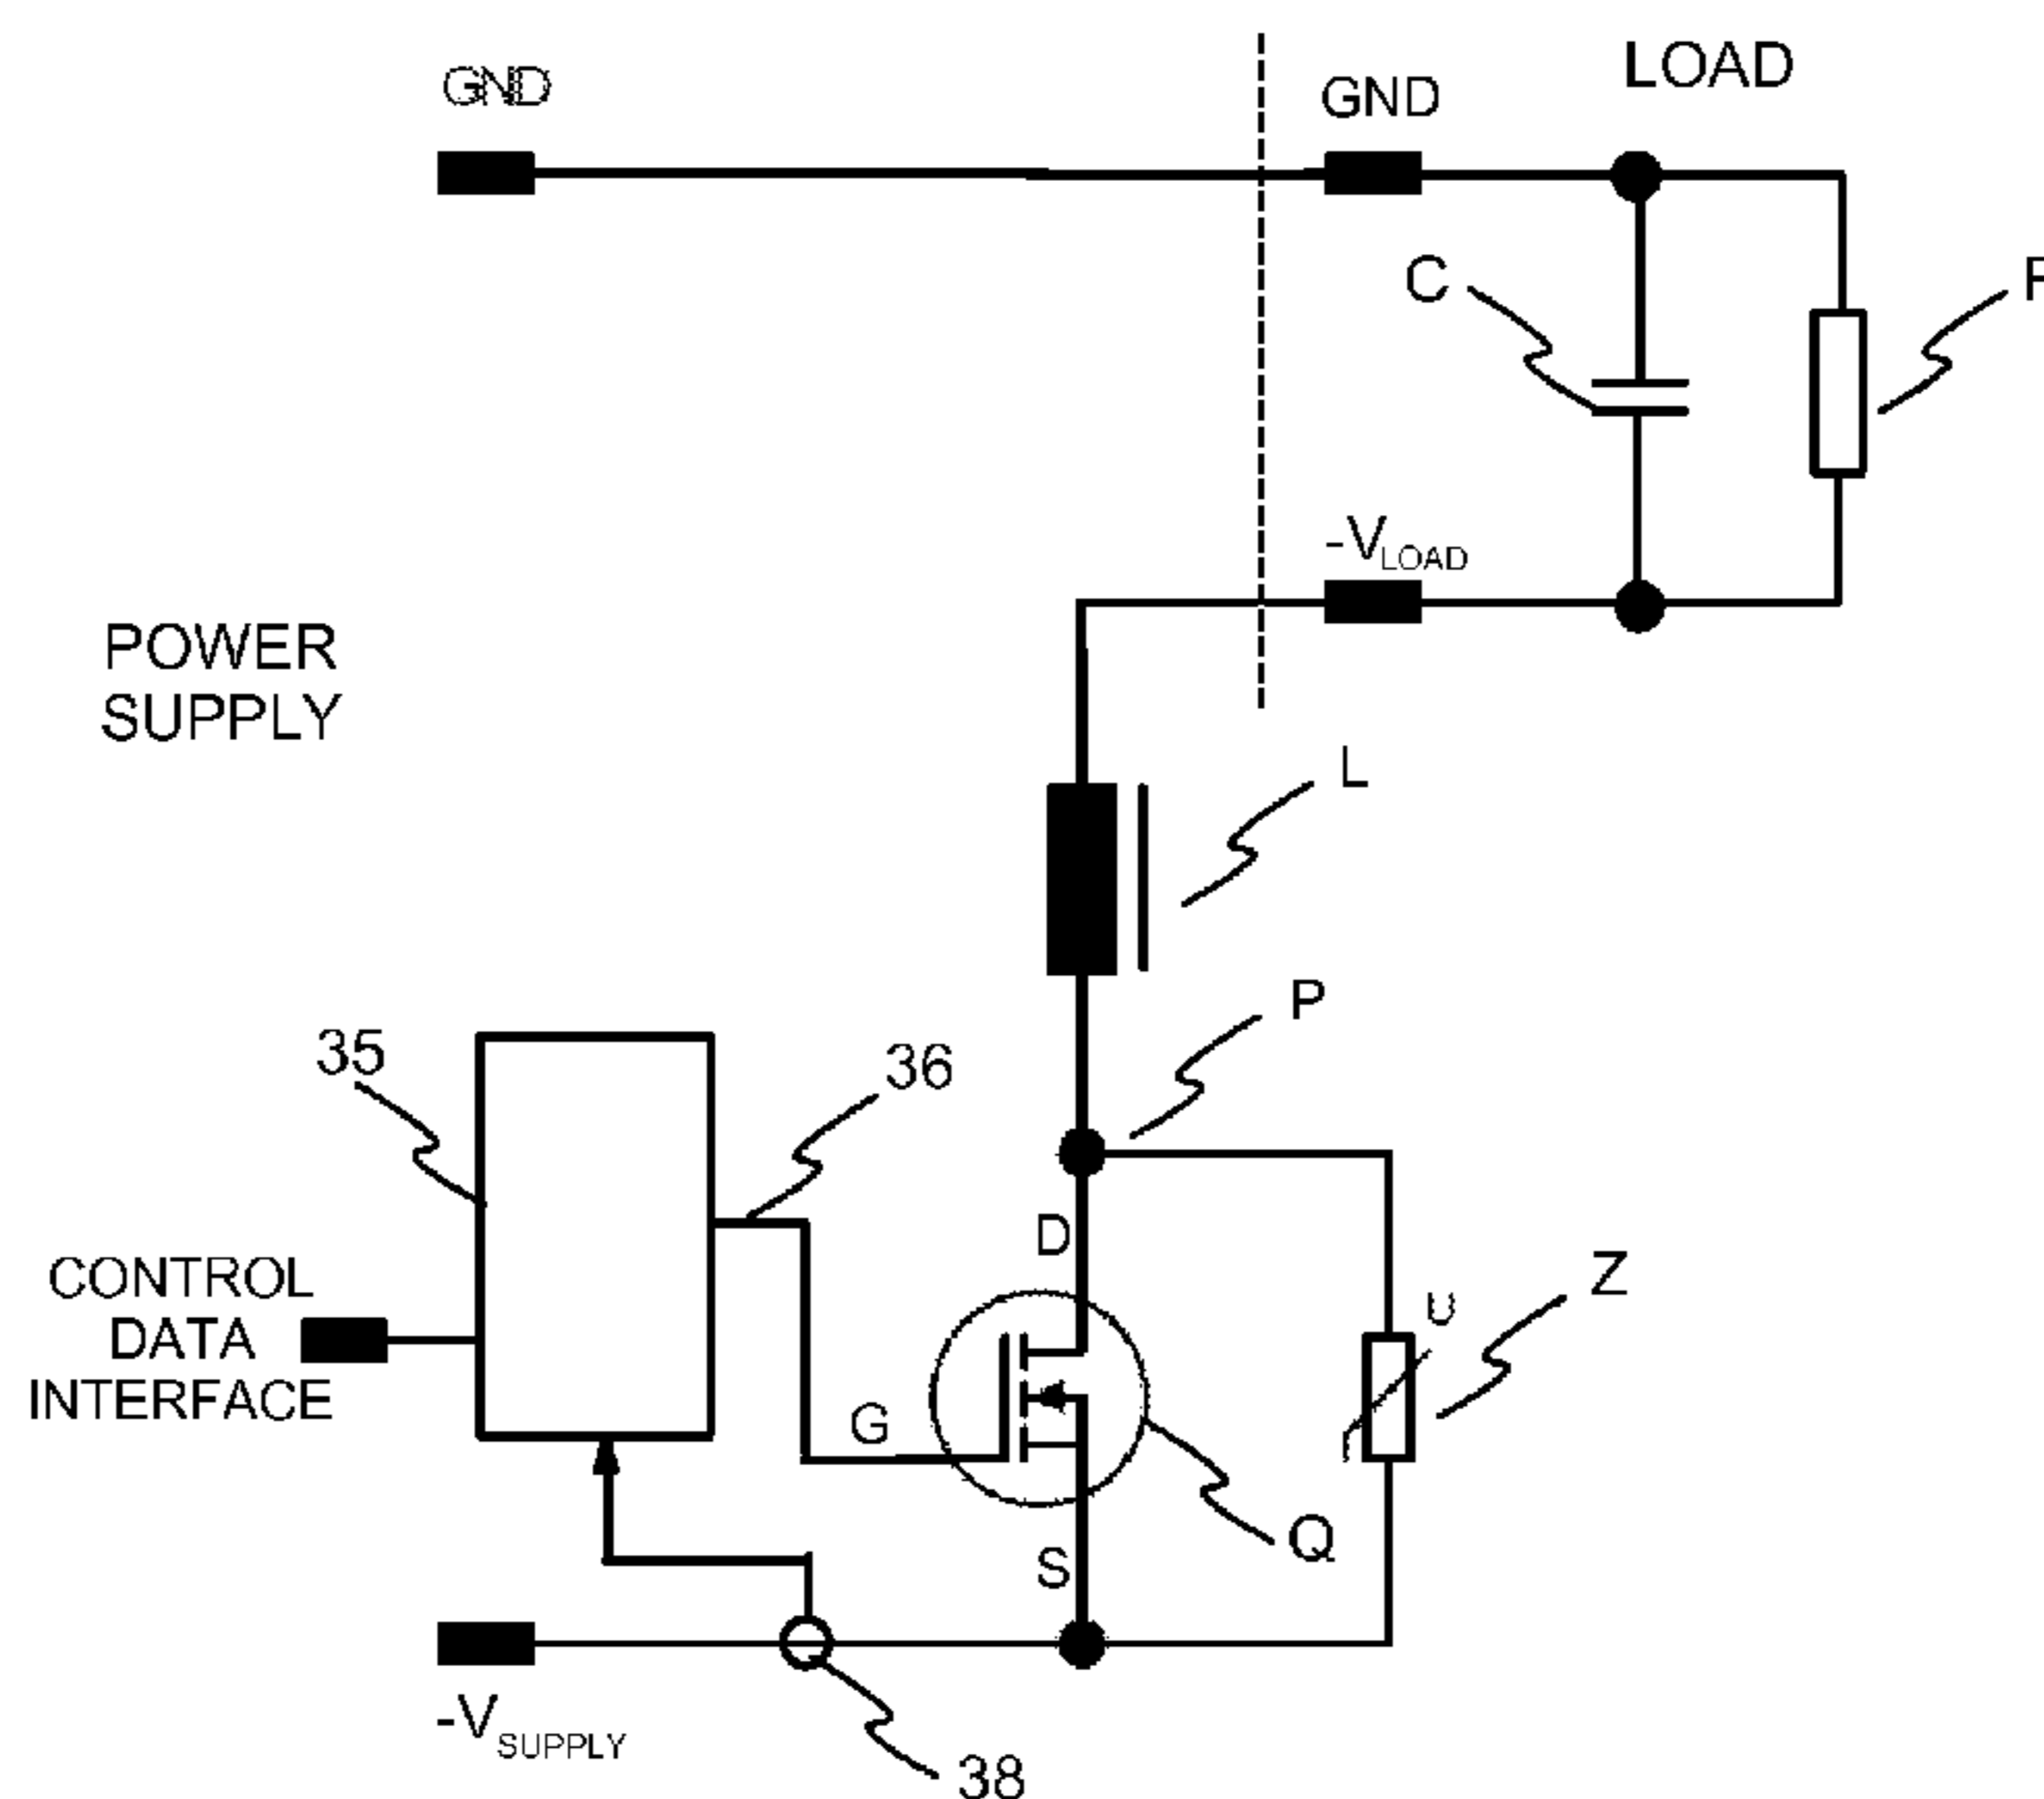 GND
GND
LOAD
C
-VLOAD
POWER
SUPPLY
L
P
35
36
D
Z
U
CONTROL
DATA
INTERFACE
G
Q
S
-VSUPPLY
38